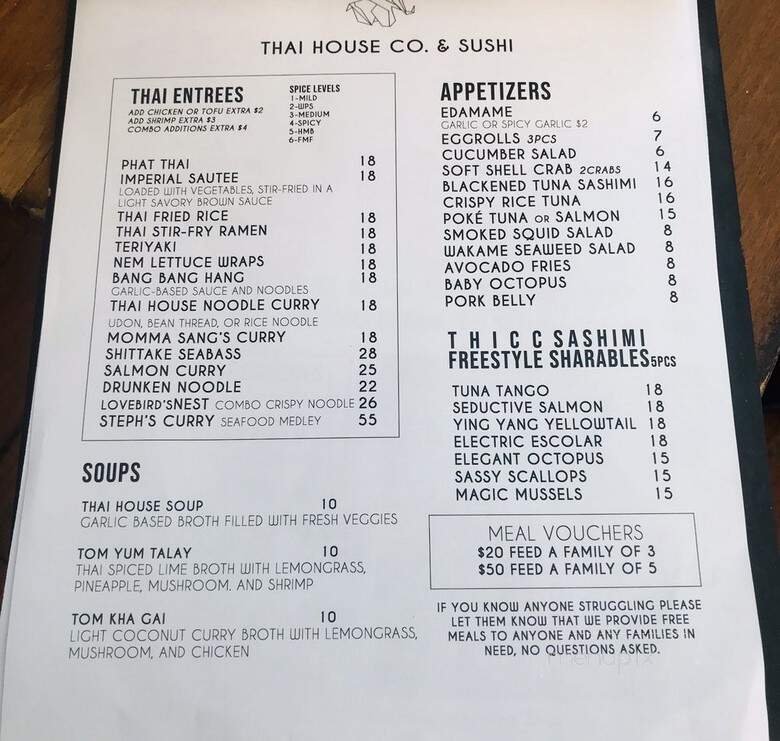 THAI HOUSE CO. & SUSHI
THAI ENTREES
ADD CHICKEN OR TOFU EXTRA $2
ADD SHRIMP EXTRA $3
COMBO ADDITIONS EXTRA $4
SPICE LEVELS
1-MILD
2-WPS
3-MEDIUM
4-SPICY
5-HMB
6-FMF
PHAT THAI 18
IMPERIAL SAUTEE 18
LOADED WITH VEGETABLES, STIR-FRIED IN A
LIGHT SAVORY BROWN SAUCE
THAI FRIED RICE 18
THAI STIR-FRY RAMEN 18
TERIYAKI 18
NEM LETTUCE WRAPS 18
BANG BANG HANG 18
GARLIC-BASED SAUCE AND NOODLES
THAI HOUSE NOODLE CURRY 18
UDON, BEAN THREAD, OR RICE NOODLE
MOMMA SANG'S CURRY 18
SHITTAKE SEABASS 28
SALMON CURRY 25
DRUNKEN NOODLE 22
LOVEBIRD'SNEST COMBO CRISPY NOODLE 26
STEPH'S CURRY SEAFOOD MEDLEY 55
SOUPS
THAI HOUSE SOUP 10
GARLIC BASED BROTH FILLED WITH FRESH VEGGIES
TOM YUM TALAY 10
THAI SPICED LIME BROTH WITH LEMONGRASS,
PINEAPPLE, MUSHROOM. AND SHRIMP
TOM KHA GAI 10
LIGHT COCONUT CURRY BROTH WITH LEMONGRASS,
MUSHROOM, AND CHICKEN
APPETIZERS
EDAMAME 6
GARLIC OR SPICY GARLIC $2
EGGROLLS 3PCS 7
CUCUMBER SALAD 6
SOFT SHELL CRAB 2CRABS 14
BLACKENED TUNA SASHIMI 16
CRISPY RICE TUNA 16
POKÉ TUNA OR SALMON 15
SMOKED SQUID SALAD 8
WAKAME SEAWEED SALAD 8
AVOCADO FRIES 8
BABY OCTOPUS 8
PORK BELLY 8
THICC SASHIMI
FREESTYLE SHARABLES 5PCS
TUNA TANGO 18
SEDUCTIVE SALMON 18
YING YANG YELLOWTAIL 18
ELECTRIC ESCOLAR 18
ELEGANT OCTOPUS 15
SASSY SCALLOPS 15
MAGIC MUSSELS 15
MEAL VOUCHERS
$20 FEED A FAMILY OF 3
$50 FEED A FAMILY OF 5
IF YOU KNOW ANYONE STRUGGLING PLEASE
LET THEM KNOW THAT WE PROVIDE FREE
MEALS TO ANYONE AND ANY FAMILIES IN
NEED, NO QUESTIONS ASKED.